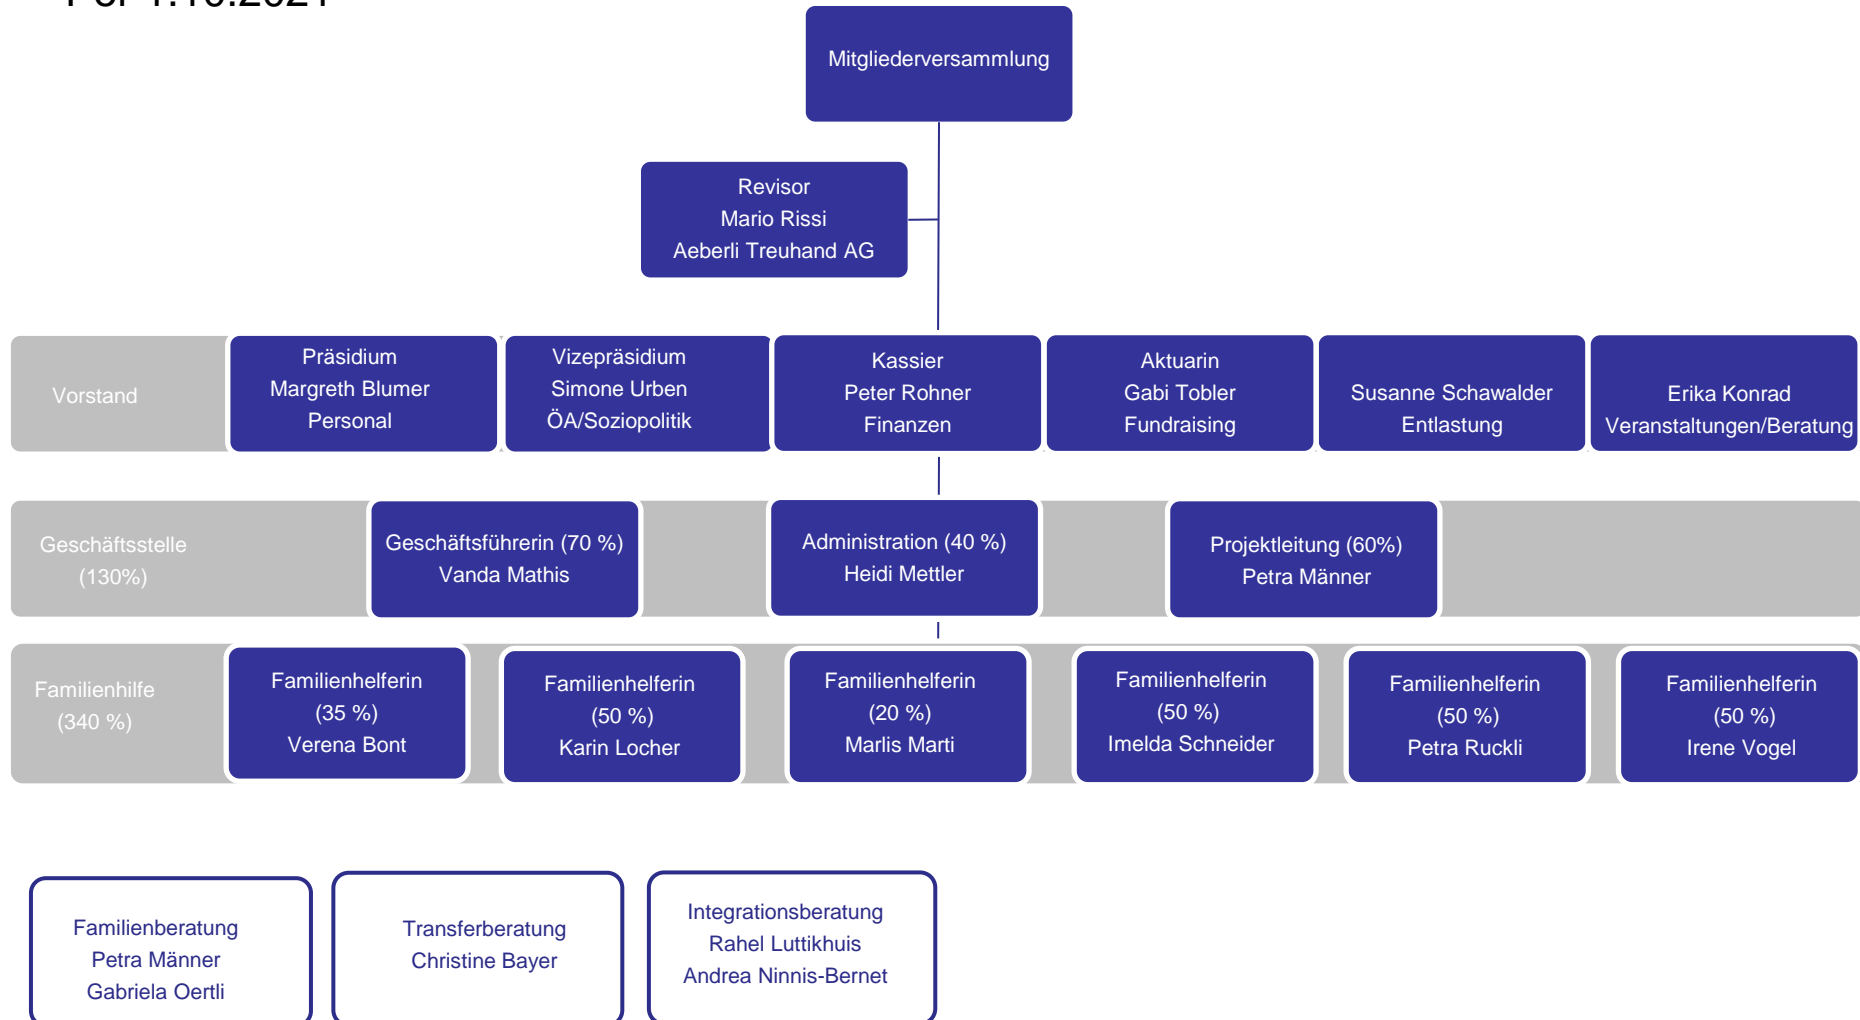 Per 1.10.2021
Mitgliederversammlung
Revisor
Mario Rissi
Aeberli Treuhand AG
Vorstand
Präsidium
Margreth Blumer
Personal
Vizepräsidium
Simone Urben
ÖA/Soziopolitik
Kassier
Peter Rohner
Finanzen
Aktuarin
Gabi Tobler
Fundraising
Susanne Schawalder
Entlastung
Erika Konrad
Veranstaltungen/Beratung
Geschäftsstelle
(130%)
Geschäftsführerin (70 %)
Vanda Mathis
Administration (40 %)
Heidi Mettler
Projektleitung (60%)
Petra Männer
Familienhilfe
(340 %)
Familienhelferin
(35 %)
Verena Bont
Familienhelferin
(50 %)
Karin Locher
Familienhelferin
(20 %)
Marlis Marti
Familienhelferin
(50 %)
Imelda Schneider
Familienhelferin
(50 %)
Petra Ruckli
Familienhelferin
(50 %)
Irene Vogel
Familienberatung
Petra Männer
Gabriela Oertli
Transferberatung
Christine Bayer
Integrationsberatung
Rahel Luttikhuis
Andrea Ninnis-Bernet